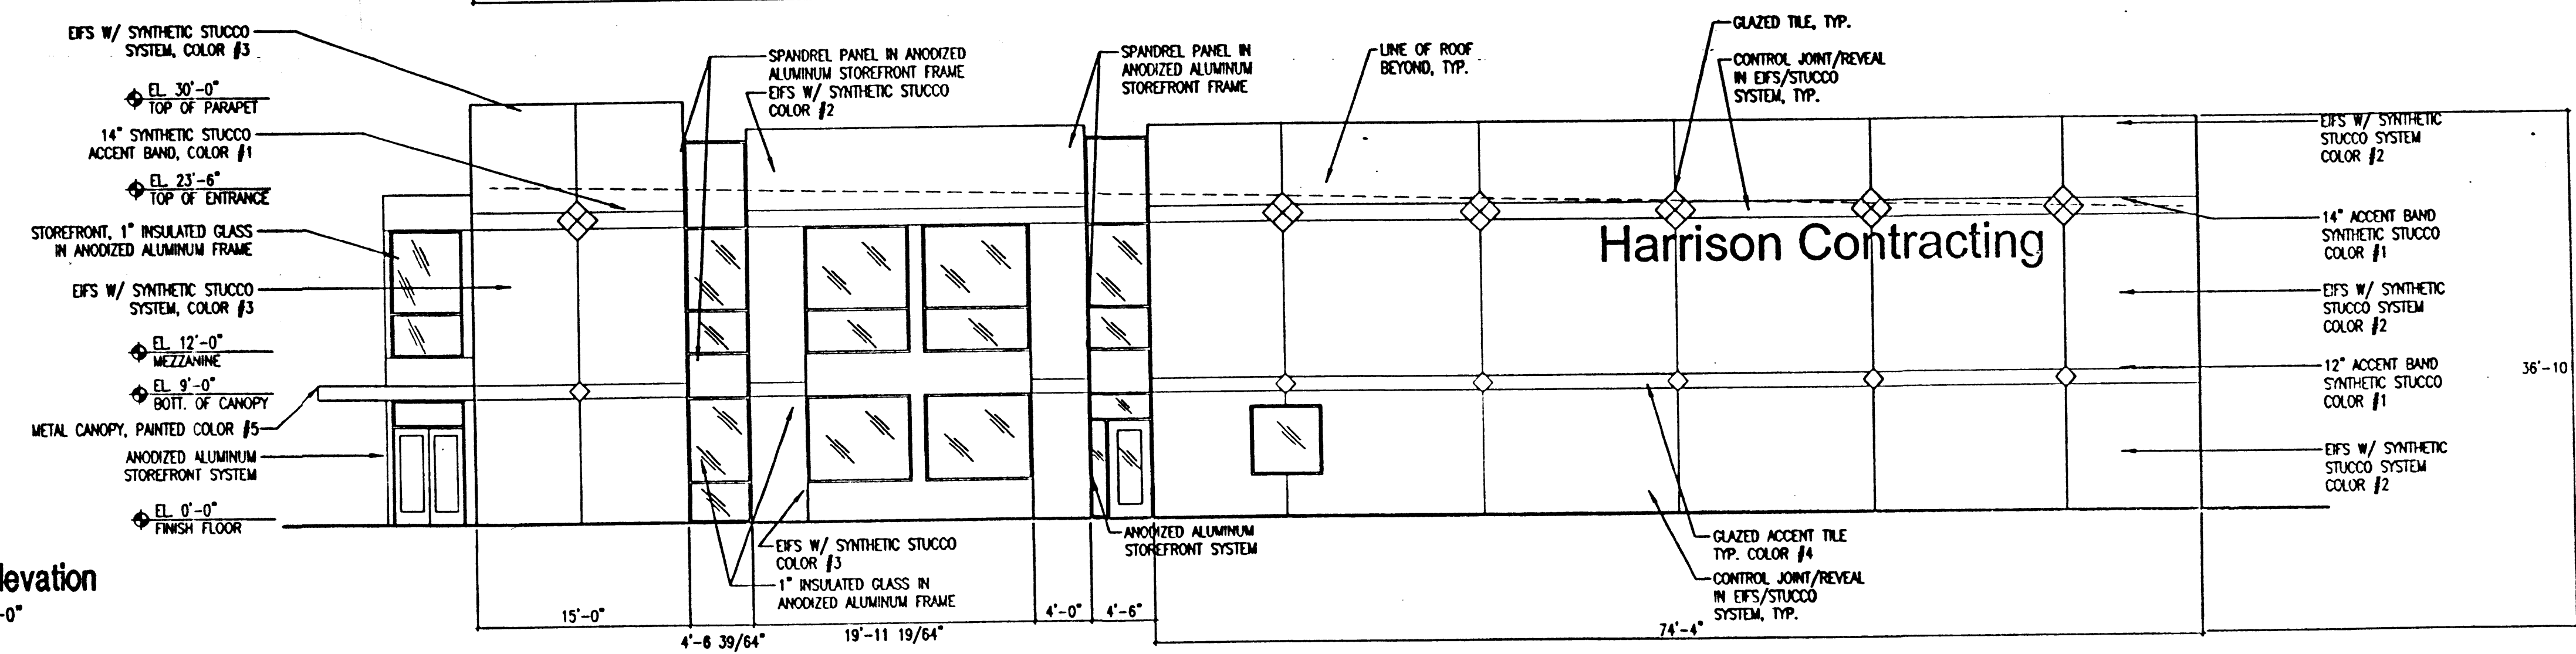 EIFS W/ SYNTHETIC STUCCO
SYSTEM, COLOR #3
EL 30'-0"
TOP OF PARAPET
14" SYNTHETIC STUCCO
ACCENT BAND, COLOR #1
EL 23'-6"
TOP OF ENTRANCE
STOREFRONT, 1" INSULATED GLASS
IN ANODIZED ALUMINUM FRAME
EIFS W/ SYNTHETIC STUCCO
SYSTEM, COLOR #3
EL 12'-0"
MEZZANINE
EL 9'-0"
BOTT. OF CANOPY
METAL CANOPY, PAINTED COLOR #5
ANODIZED ALUMINUM
STOREFRONT SYSTEM
EL 0'-0"
FINISH FLOOR
levation
-0"
SPANDREL PANEL IN ANODIZED
ALUMINUM STOREFRONT FRAME
EIFS W/ SYNTHETIC STUCCO
COLOR #2
SPANDREL PANEL IN
ANODIZED ALUMINUM
STOREFRONT FRAME
LINE OF ROOF
BEYOND, TYP.
GLAZED TILE, TYP.
CONTROL JOINT/REVEAL
IN EIFS/STUCCO
SYSTEM, TYP.
Harrison Contracting
EIFS W/ SYNTHETIC
STUCCO SYSTEM
COLOR #2
14" ACCENT BAND
SYNTHETIC STUCCO
COLOR #1
EIFS W/ SYNTHETIC
STUCCO SYSTEM
COLOR #2
12" ACCENT BAND
SYNTHETIC STUCCO
COLOR #1
36'-10
EIFS W/ SYNTHETIC
STUCCO SYSTEM
COLOR #2
EIFS W/ SYNTHETIC STUCCO
COLOR #3
1" INSULATED GLASS IN
ANODIZED ALUMINUM FRAME
ANODIZED ALUMINUM
STOREFRONT SYSTEM
GLAZED ACCENT TILE
TYP. COLOR #4
CONTROL JOINT/REVEAL
IN EIFS/STUCCO
SYSTEM, TYP.
15'-0"
4'-6 39/64"
19'-11 19/64"
4'-0"
4'-6"
74'-4"